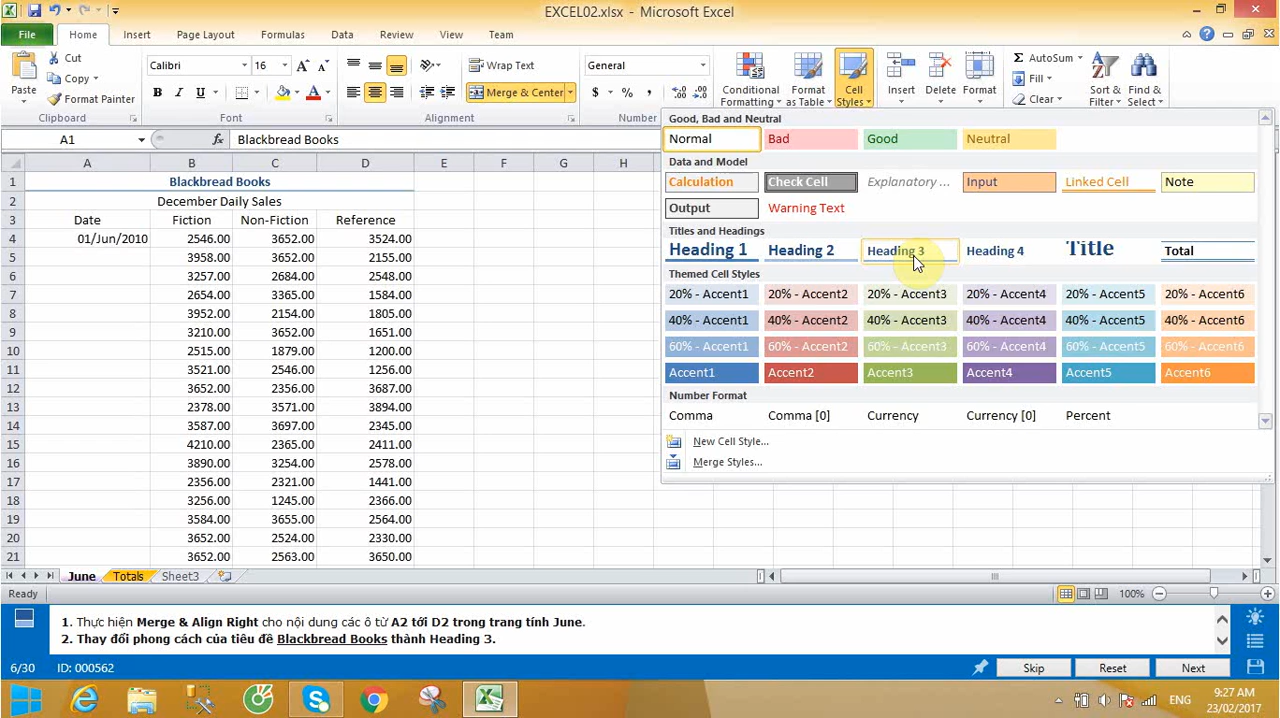 EXCEL02.xlsx - Microsoft Excel
File Home Insert Page Layout Formulas Data Review View Team
Paste Cut Copy Format Painter
Clipboard
Calibri 16
B I U A
Font
Wrap Text
Merge & Center
Alignment
General
$ % ,
Number
Conditional Formatting
Format as Table
Cell Styles
Insert Delete Format
Σ AutoSum
Fill
Clear
Sort & Filter
Find & Select
A1 fx Blackbread Books
A B C D E F G H
1 Blackbread Books
2 December Daily Sales
3 Date Fiction Non-Fiction Reference
4 01/Jun/2010 2546.00 3652.00 3524.00
5 3958.00 3652.00 2155.00
6 3257.00 2684.00 2548.00
7 2654.00 3365.00 1584.00
8 3952.00 2154.00 1805.00
9 3210.00 3652.00 1651.00
10 2515.00 1879.00 1200.00
11 3521.00 2546.00 1256.00
12 3652.00 2356.00 3687.00
13 2378.00 3571.00 3894.00
14 3587.00 3697.00 2345.00
15 4210.00 2365.00 2411.00
16 3890.00 3254.00 2578.00
17 2356.00 2321.00 1441.00
18 3256.00 1245.00 2366.00
19 3584.00 3655.00 2564.00
20 3652.00 2524.00 2330.00
21 3652.00 2563.00 3650.00
Good, Bad and Neutral
Normal Bad Good Neutral
Data and Model
Calculation Check Cell Explanatory ... Input Linked Cell Note
Output Warning Text
Titles and Headings
Heading 1 Heading 2 Heading 3 Heading 4 Title Total
Themed Cell Styles
20% - Accent1 20% - Accent2 20% - Accent3 20% - Accent4 20% - Accent5 20% - Accent6
40% - Accent1 40% - Accent2 40% - Accent3 40% - Accent4 40% - Accent5 40% - Accent6
60% - Accent1 60% - Accent2 60% - Accent3 60% - Accent4 60% - Accent5 60% - Accent6
Accent1 Accent2 Accent3 Accent4 Accent5 Accent6
Number Format
Comma Comma [0] Currency Currency [0] Percent
New Cell Style...
Merge Styles...
June Totals Sheet3
Ready 100%
1. Thực hiện Merge & Align Right cho nội dung các ô từ A2 tới D2 trong trang tính June.
2. Thay đổi phong cách của tiêu đề Blackbread Books thành Heading 3.
6/30 ID: 000562 Skip Reset Next
ENG 9:27 AM
23/02/2017